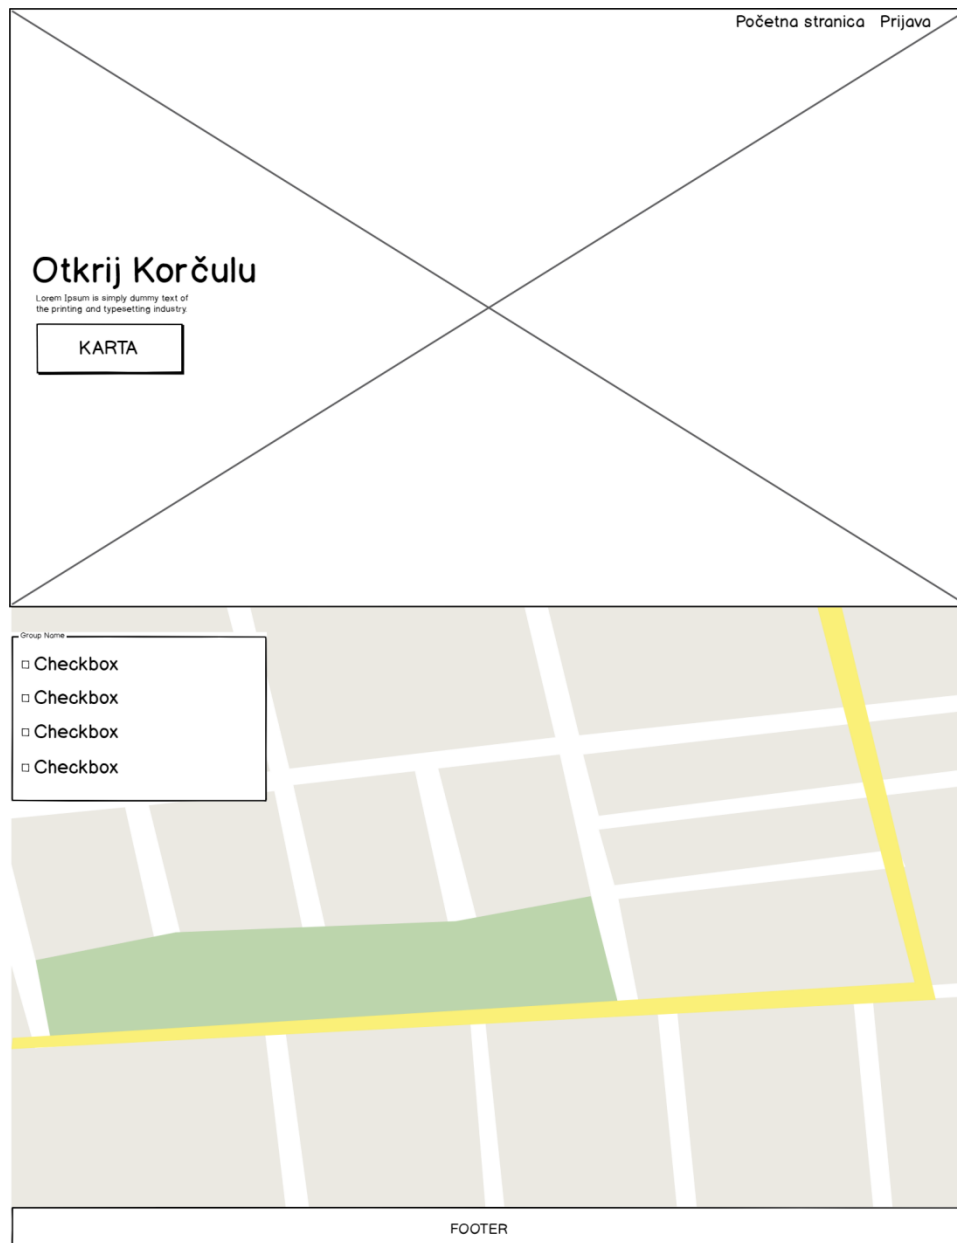 Početna stranica Prijava
Otkrij Korčulu
Lorem Ipsum is simply dummy text of
the printing and typesetting industry.
KARTA
Group Name
Checkbox
Checkbox
Checkbox
Checkbox
FOOTER